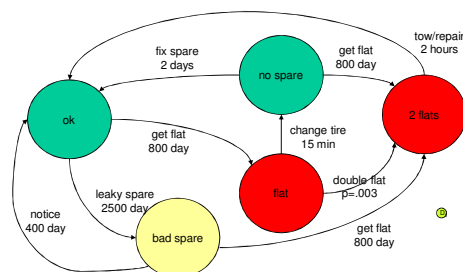 tow/repair
2 hours
fix spare
2 days
get flat
800 day
no spare
2 flats
ok
get flat
800 day
change tire
15 min
flat
double flat
p=.003
leaky spare
2500 day
notice
400 day
bad spare
get flat
800 day
D